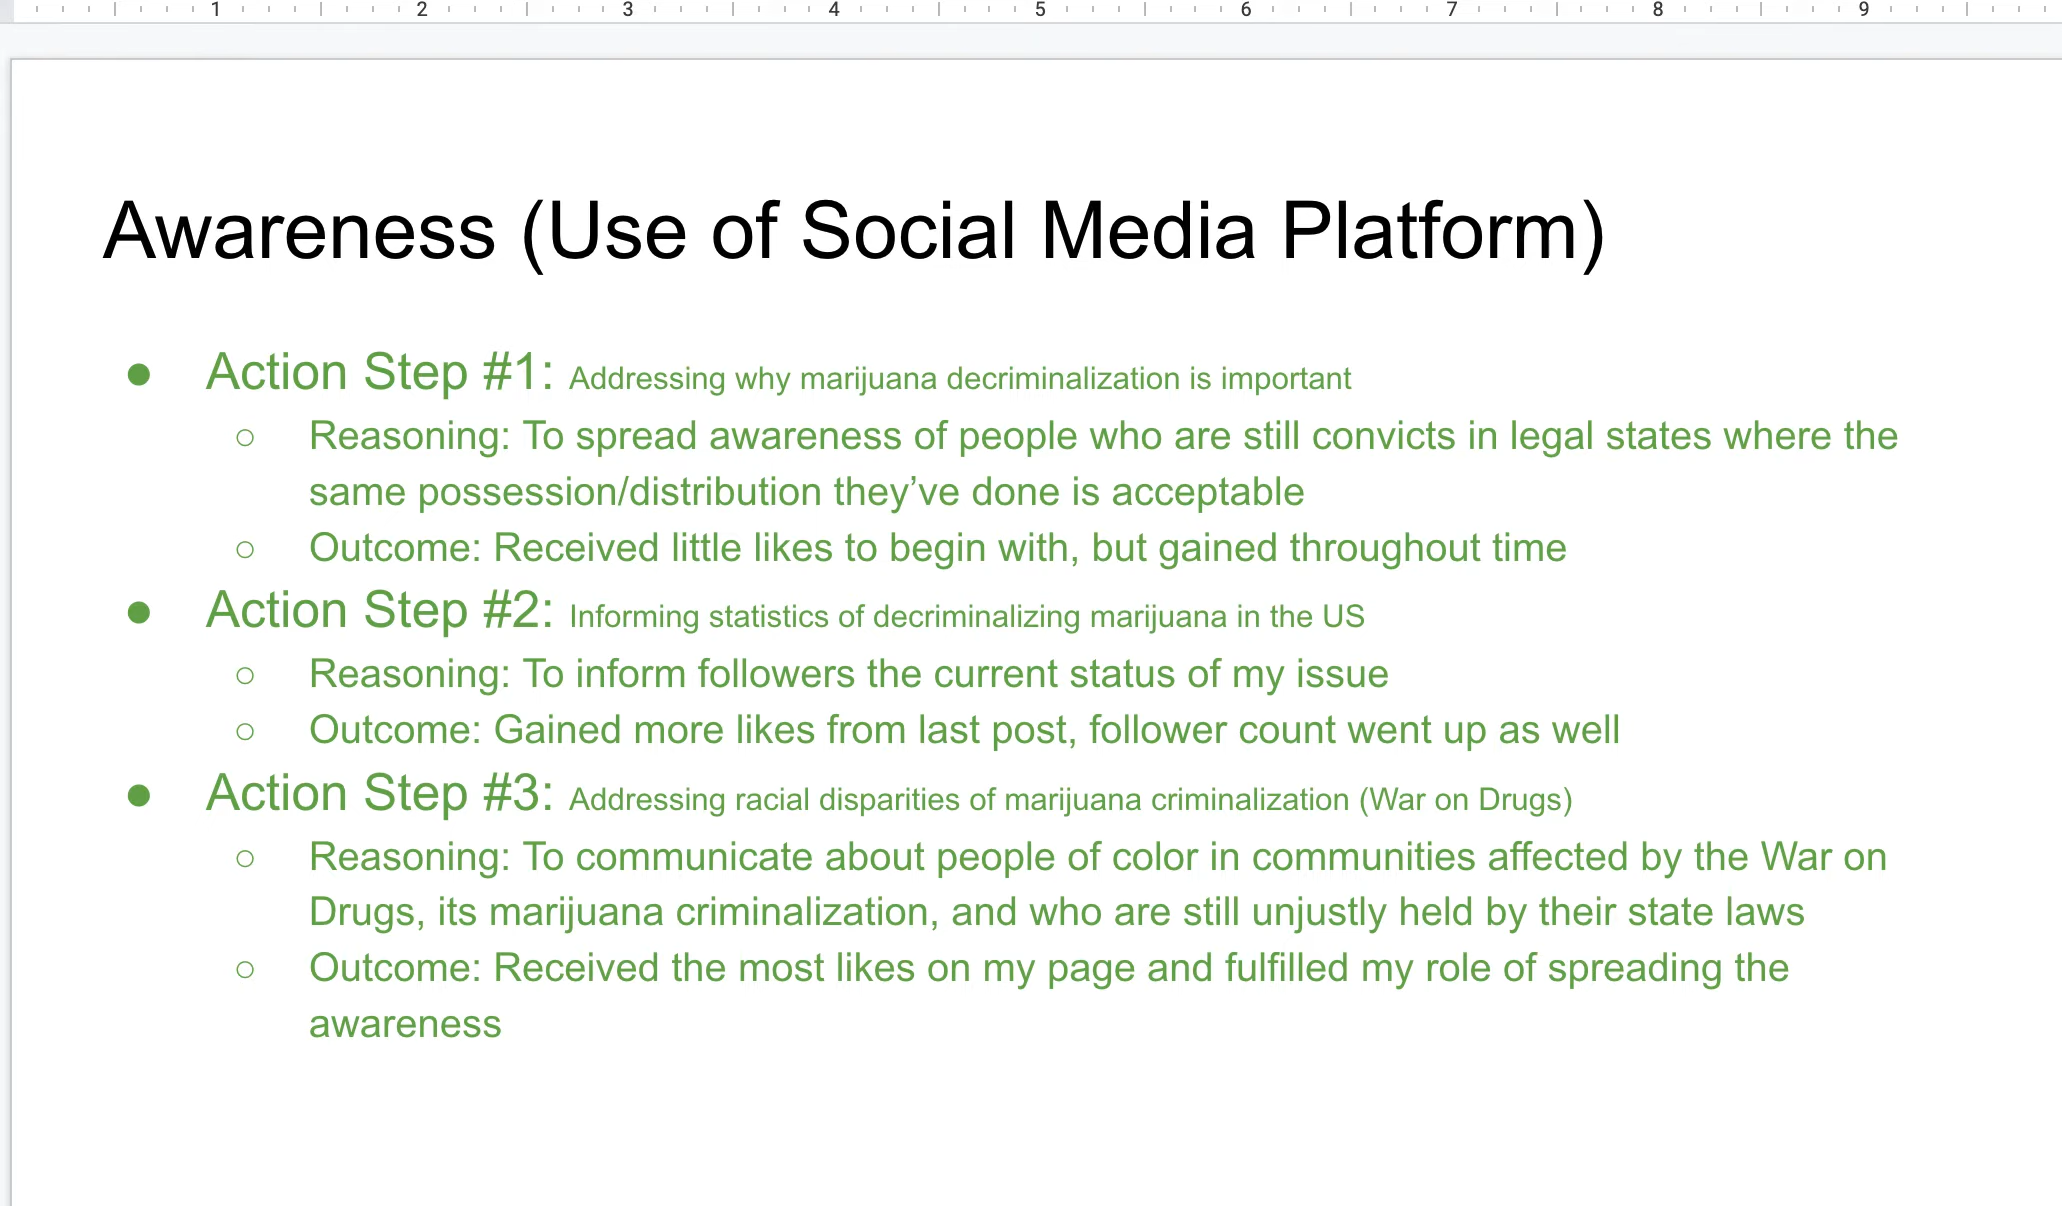 1 2 3 4 5 6 7 8 9
Awareness (Use of Social Media Platform)
● Action Step #1: Addressing why marijuana decriminalization is important
○ Reasoning: To spread awareness of people who are still convicts in legal states where the
same possession/distribution they’ve done is acceptable
○ Outcome: Received little likes to begin with, but gained throughout time
● Action Step #2: Informing statistics of decriminalizing marijuana in the US
○ Reasoning: To inform followers the current status of my issue
○ Outcome: Gained more likes from last post, follower count went up as well
● Action Step #3: Addressing racial disparities of marijuana criminalization (War on Drugs)
○ Reasoning: To communicate about people of color in communities affected by the War on
Drugs, its marijuana criminalization, and who are still unjustly held by their state laws
○ Outcome: Received the most likes on my page and fulfilled my role of spreading the
awareness